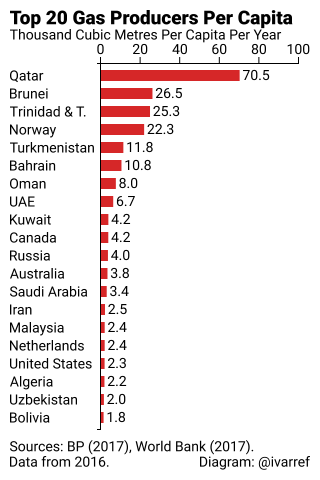 Top 20 Gas Producers Per Capita
Thousand Cubic Metres Per Capita Per Year
0 20 40 60 80 100
Qatar 70.5
Brunei 26.5
Trinidad & T. 25.3
Norway 22.3
Turkmenistan 11.8
Bahrain 10.8
Oman 8.0
UAE 6.7
Kuwait 4.2
Canada 4.2
Russia 4.0
Australia 3.8
Saudi Arabia 3.4
Iran 2.5
Malaysia 2.4
Netherlands 2.4
United States 2.3
Algeria 2.2
Uzbekistan 2.0
Bolivia 1.8
Sources: BP (2017), World Bank (2017).
Data from 2016. Diagram: @ivarref